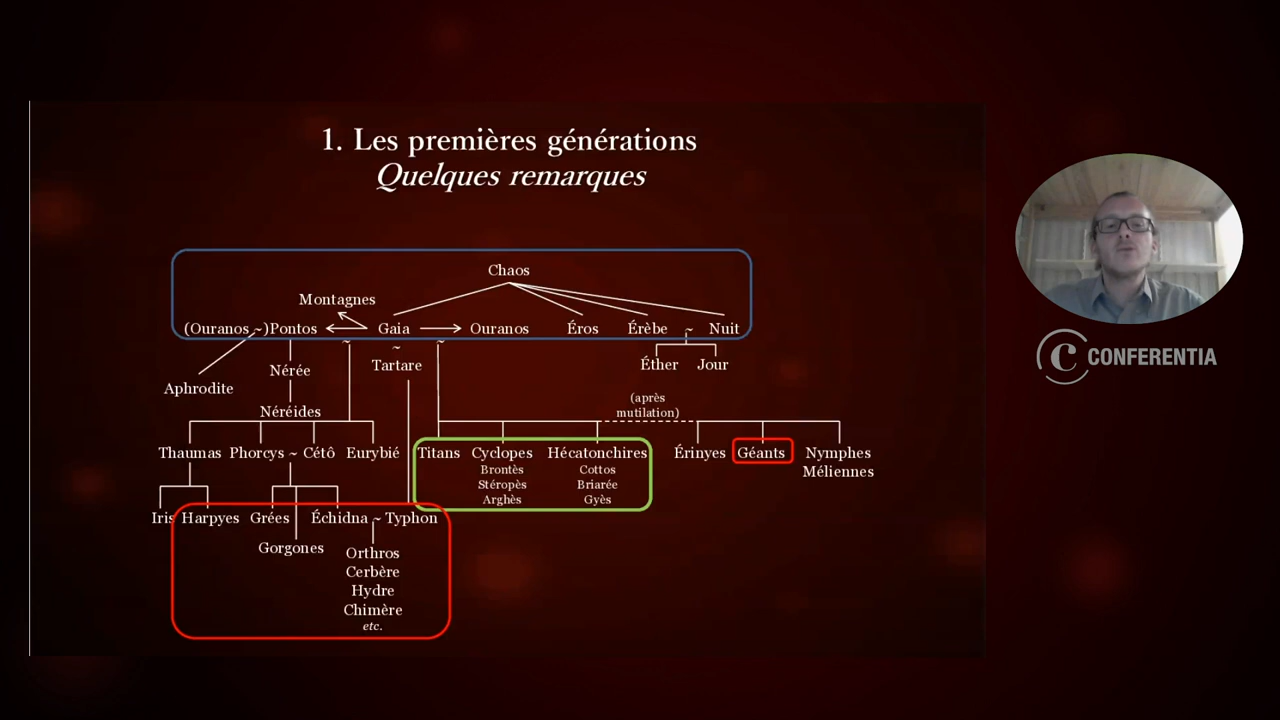 1. Les premières générations
Quelques remarques
Chaos
Montagnes
(Ouranos ~)Pontos Gaia Ouranos Éros Érèbe ~ Nuit
~ ~ ~
Nérée Tartare Éther Jour
Aphrodite
(après
mutilation)
Néréides
Thaumas Phorcys ~ Cétô Eurybié Titans Cyclopes Hécatonchires Érinyes Géants Nymphes
Méliennes
Brontès Cottos
Stéropès Briarée
Arghès Gyès
Iris Harpyes Grées Échidna ~ Typhon
Gorgones
Orthros
Cerbère
Hydre
Chimère
etc.
C CONFERENTIA